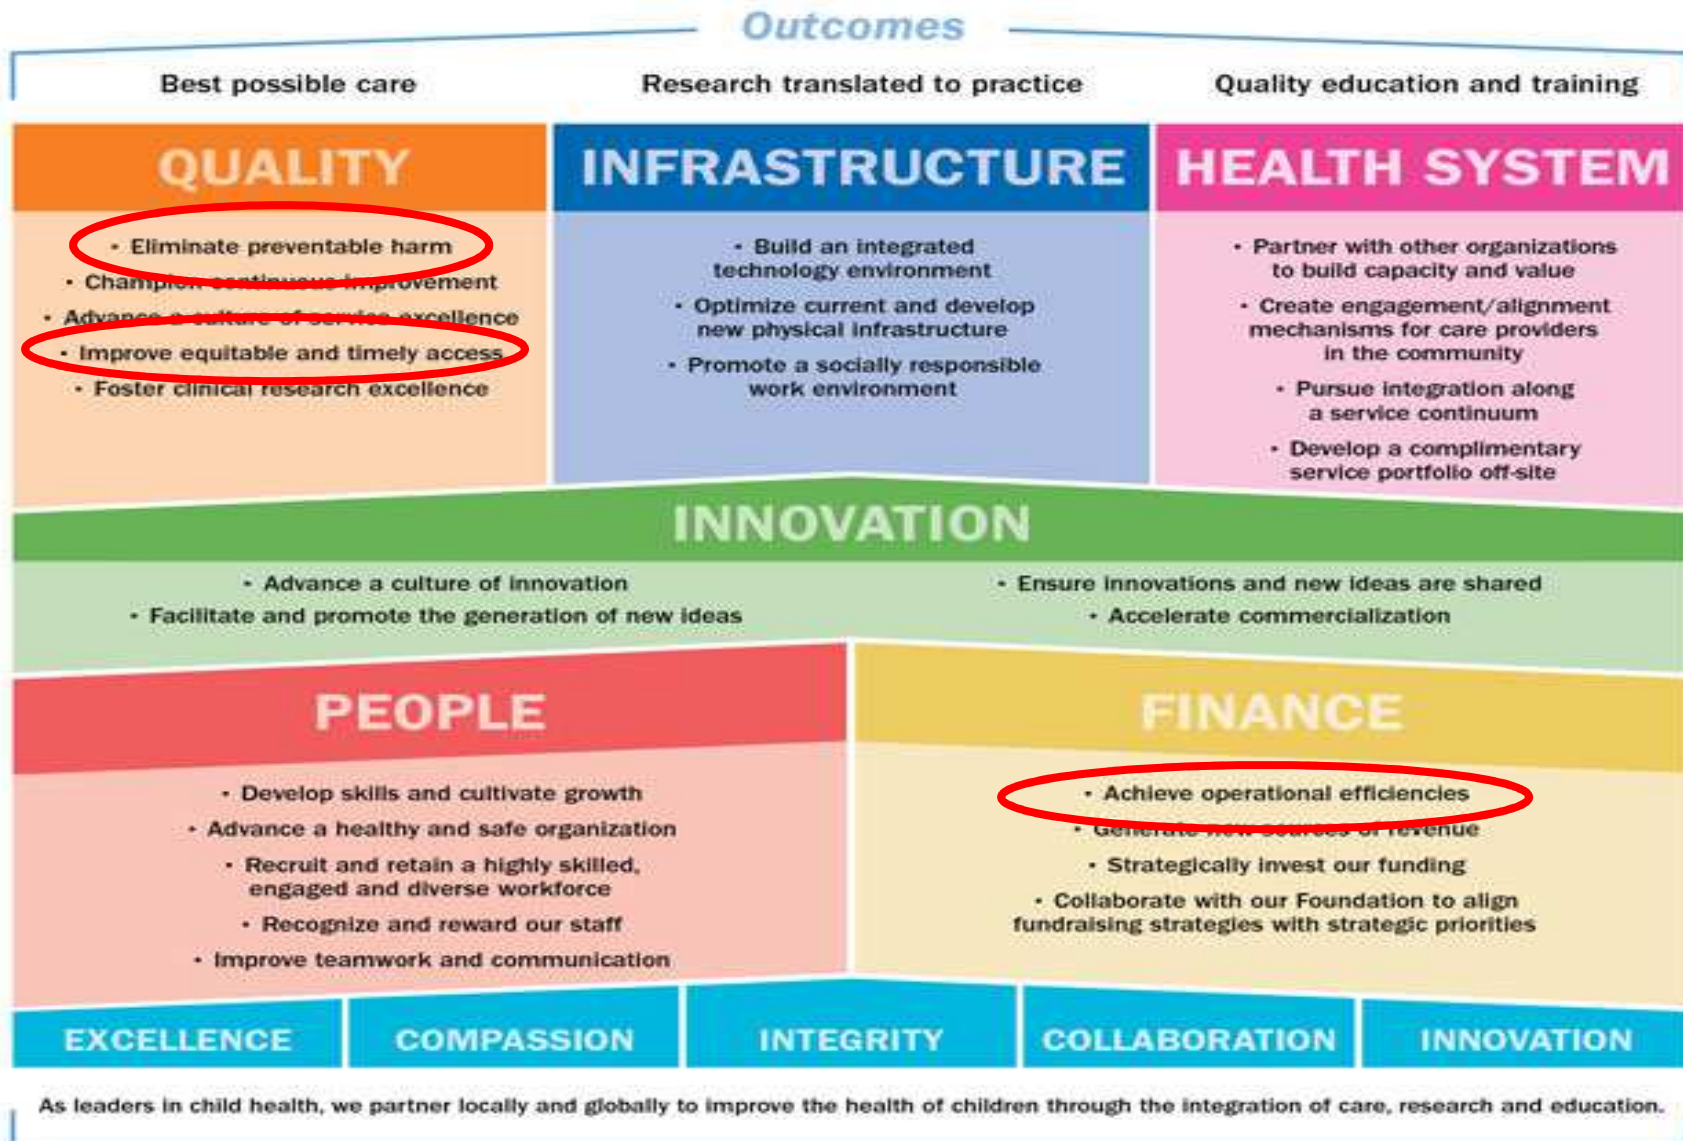 Outcomes
Best possible care
Research translated to practice
Quality education and training
QUALITY
• Eliminate preventable harm
• Champion continuous improvement
• Advance a culture of service excellence
• Improve equitable and timely access
• Foster clinical research excellence
INFRASTRUCTURE
• Build an integrated
technology environment
• Optimize current and develop
new physical infrastructure
• Promote a socially responsible
work environment
HEALTH SYSTEM
• Partner with other organizations
to build capacity and value
• Create engagement/alignment
mechanisms for care providers
in the community
• Pursue integration along
a service continuum
• Develop a complimentary
service portfolio off-site
INNOVATION
• Advance a culture of innovation
• Facilitate and promote the generation of new ideas
• Ensure innovations and new ideas are shared
• Accelerate commercialization
PEOPLE
• Develop skills and cultivate growth
• Advance a healthy and safe organization
• Recruit and retain a highly skilled,
engaged and diverse workforce
• Recognize and reward our staff
• Improve teamwork and communication
FINANCE
• Achieve operational efficiencies
• Generate new sources of revenue
• Strategically invest our funding
• Collaborate with our Foundation to align
fundraising strategies with strategic priorities
EXCELLENCE
COMPASSION
INTEGRITY
COLLABORATION
INNOVATION
As leaders in child health, we partner locally and globally to improve the health of children through the integration of care, research and education.